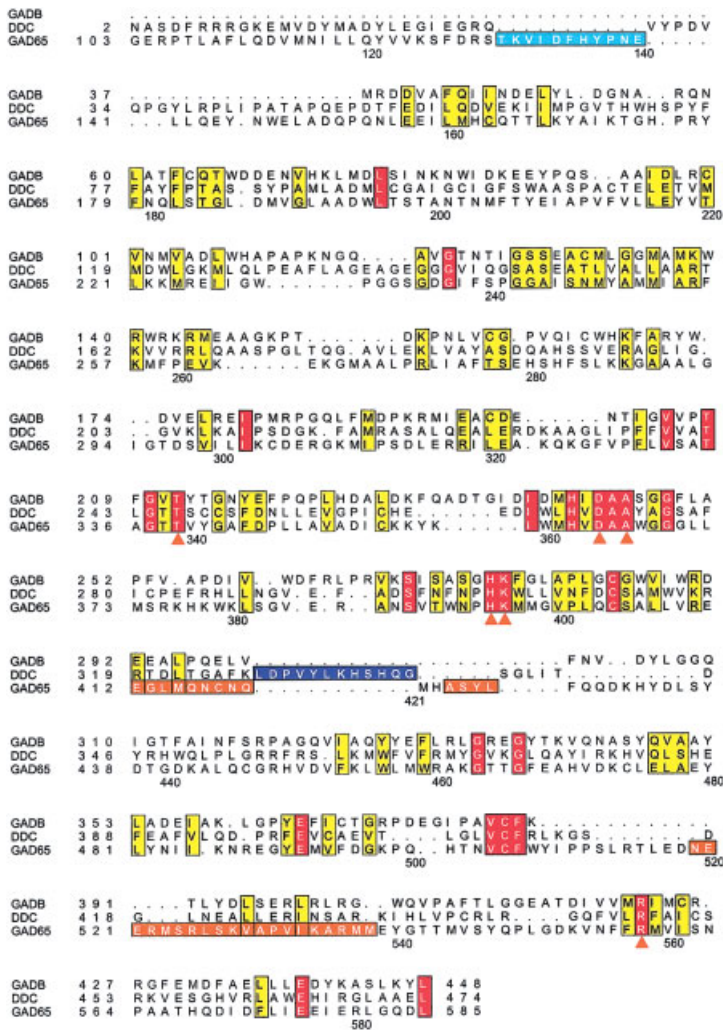 GADB . . . . . . . . . . . . . . . . . . . . . . . . . . . . . . . . . . . . . . . . . . . . .
DDC 2 NASDFRRRGKEMVDYMADYLEGIEGRQ . . . . . . . . . . . . VYPDV
GAD65 103 GERPTLAFLQDVMNILLQYVVKSFDRSTKVIDFHYPNE . . . . .
120 140
GADB 37 . . . . . . . . . . . . . . . . . MRDDVAFQIINDELYL.DGNA.RQN
DDC 34 QPGYLRPLIPATAPQEPDTFEDILQDVEKIIMPGVTHWHSPYF
GAD65 141 . . LLQEY.NWELADQPQNLEEILMHCQTTLKYAIKTGH.PRY
160
GADB 60 LATFCQTWDDENVHKLMDLSINKNWIDKEEYPQS..AAIDLRC
DDC 77 FAYFPTAS.SYPAMLADMLCGAIGCIGFSWAASPACTELETVM
GAD65 179 FNQLSTGL.DMVGLAADWLTSTANTNMFTYEIAPVFVLLEYVT
180 200 220
GADB 101 VNMVADLWHAPAPKNGQ....AVGTNTIGSSEACMLGGMAMKW
DDC 119 MDWLGKMLQLPEAFLAGEAGEGGGVIQGSASEATLVALLAART
GAD65 221 LKKMREIIGW.....PGGSGDGIFSPGGAISNMYAMMIARF
240
GADB 140 RWRKRMEAAGKPT........DKPNLVCG.PVQICWHKFARYW.
DDC 162 KVVRRLQAASPGLTQG.AVLEKLVAYASDQAHSSVERAGLIG.
GAD65 257 KMFPEVK......EKGMAALPRLIAFTSEHSHFSLKKGAAALG
260 280
GADB 174 ..DVELREIPMRPGQLFMDPKRMIEACDE.....NTIGVVPT
DDC 203 ..GVKLKAIPSDGK.FAMRASALQEALERDKAAGLIPFFVVAT
GAD65 294 IGTDSVILIKCDERGKMIPSDLERRILEA.KQKGFVPFLVSAT
300 320
GADB 209 FGVTYTGNYEFPQPLHDALDKFQADTGIDIDMHIDAASGGFLA
DDC 243 LGTTSCCSFDNLLEVGPICHE......EDIWLHVDAAYAG
GAD65 336 AGTTVYGAFDPLLAVADICKKYK......IWMHVDAAWGGGLL
340 360
GADB 252 PFV.APDIV..WDFRLPRVKSISASGHKFGLAPLGCGWVIWRD
DDC 280 ICPEFRHLLNGVE.F..ADSFNFNPHKWLLVNFDCSAMWVKR
GAD65 373 MSRKHKWKLSGVE.R..ANSVTWNPHKMMGVPLQCSALLVRE
380 400
GADB 292 EEALPQELV...................FNV..DYLGGQ
DDC 319 RTDLTGAFKLDPVYLKHSHQG......SGLIT......D
GAD65 412 EGLMQNCNQ............MHASYL....FQQDKHYDLSY
421
GADB 310 IGTFAINFSRPAGQVIAQYYEFLRLGREGYTKVQNASYQVAAY
DDC 346 YRHWQLPLGRRFRS.LKMWFVFRMYGVKGLQAYIRKHVQLSHE
GAD65 438 DTGDKALQCGRHVDVFKLWLMWRAKGTTGFEAHVDKCLELAEY
440 460 480
GADB 353 LADEIAK.LGPYEFICTGRPDEGIPAVCFK............
DDC 388 FEAFVLQD.PRFEVCAEVT....LGLVCFRLKGS.......D
GAD65 481 LYNII.KNREGYEMVFDGKPQ..HTNVCFWYIPPSLRTLEDNE
500 520
GADB 391 ....TLYDLSERLRLRG..WQVPAFTLGGEATDIVVMRIMCR.
DDC 418 G...LNEALLERINSAR.KIHLVPCRLR....GQFVLRFAICS
GAD65 521 ERMSRLSKVAPVIKARMMEYGTTMVSYQPLGDKVNFFRMVISN
540 560
GADB 427 RGFEMDFAELLLEDYKASLKYL 448
DDC 453 RKVESGHVRLAWEHIRGLAAEL 474
GAD65 564 PAATHQDIDFLIEEIERLGQDL 585
580